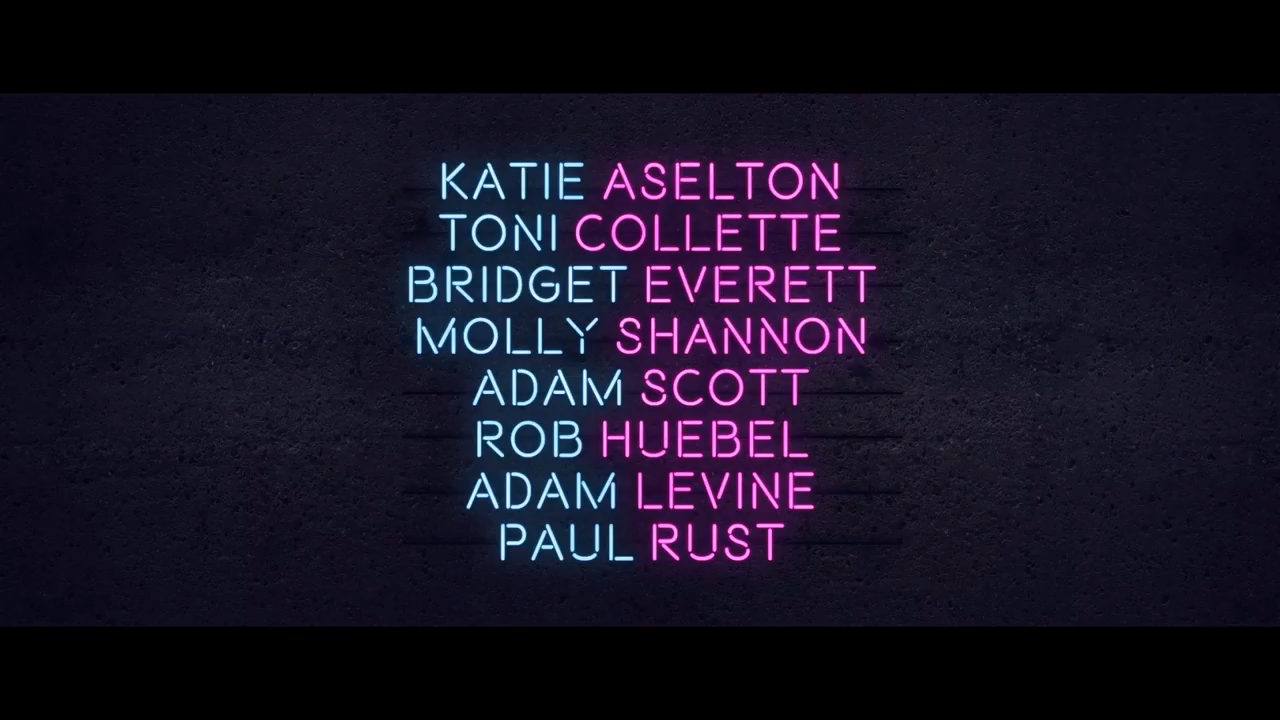 KATIE ASELTON
TONI COLLETTE
BRIDGET EVERETT
MOLLY SHANNON
ADAM SCOTT
ROB HUEBEL
ADAM LEVINE
PAUL RUST